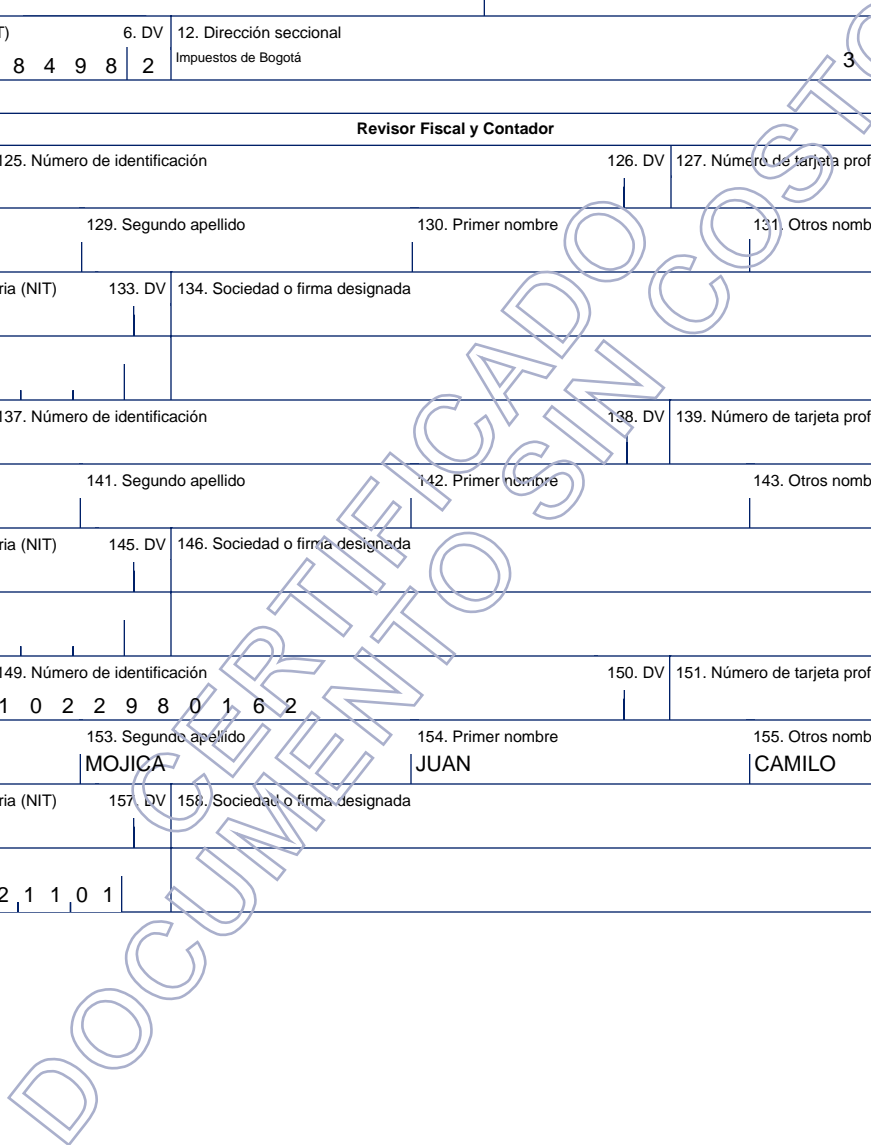 T) 6. DV 12. Dirección seccional
8 4 9 8 2 Impuestos de Bogotá 3
Revisor Fiscal y Contador
125. Número de identificación 126. DV 127. Número de tarjeta prof
129. Segundo apellido 130. Primer nombre 131. Otros nomb
ria (NIT) 133. DV 134. Sociedad o firma designada
137. Número de identificación 138. DV 139. Número de tarjeta prof
141. Segundo apellido 142. Primer nombre 143. Otros nomb
ria (NIT) 145. DV 146. Sociedad o firma designada
149. Número de identificación 150. DV 151. Número de tarjeta prof
1 0 2 2 9 8 0 1 6 2
153. Segundo apellido 154. Primer nombre 155. Otros nomb
MOJICA JUAN CAMILO
ria (NIT) 157. DV 158. Sociedad o firma designada
2 1 1 0 1
CERTIFICADO
DOCUMENTO SIN COSTO